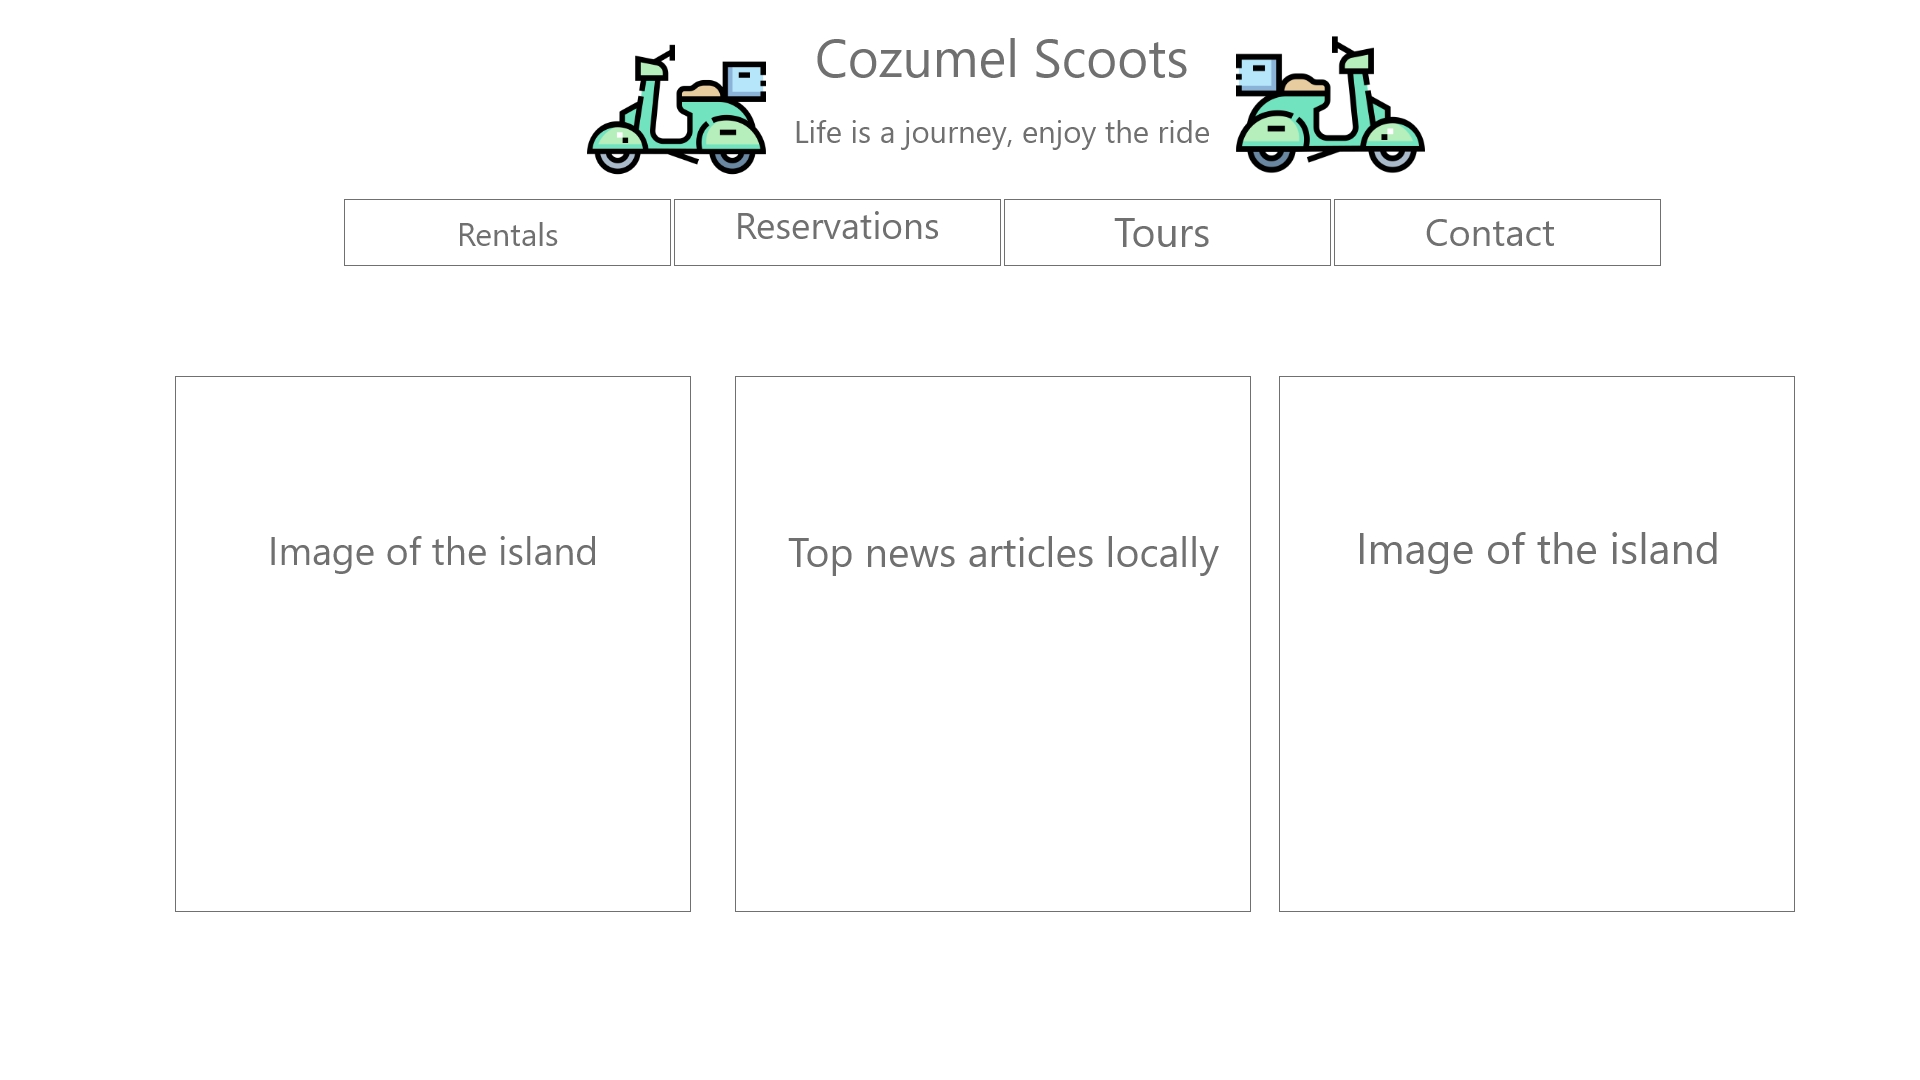 Cozumel Scoots
Life is a journey, enjoy the ride
Rentals
Reservations
Tours
Contact
Image of the island
Top news articles locally
Image of the island